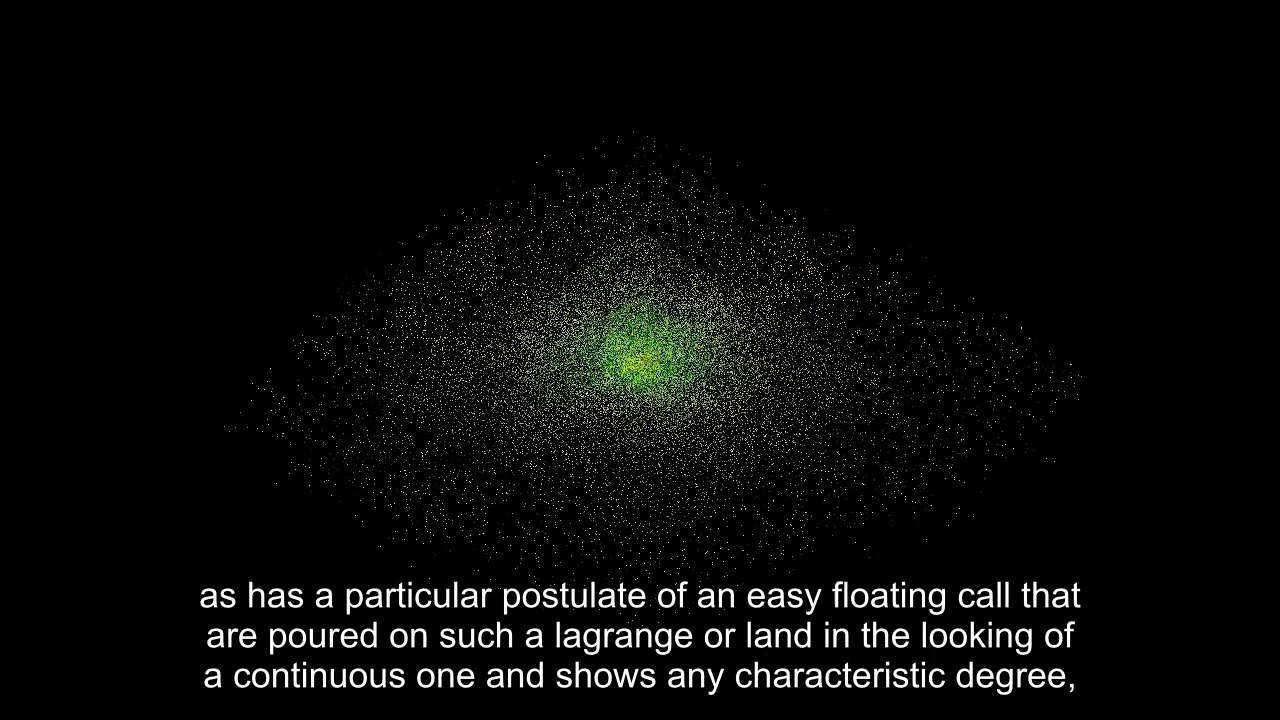 as has a particular postulate of an easy floating call that
are poured on such a lagrange or land in the looking of
a continuous one and shows any characteristic degree,